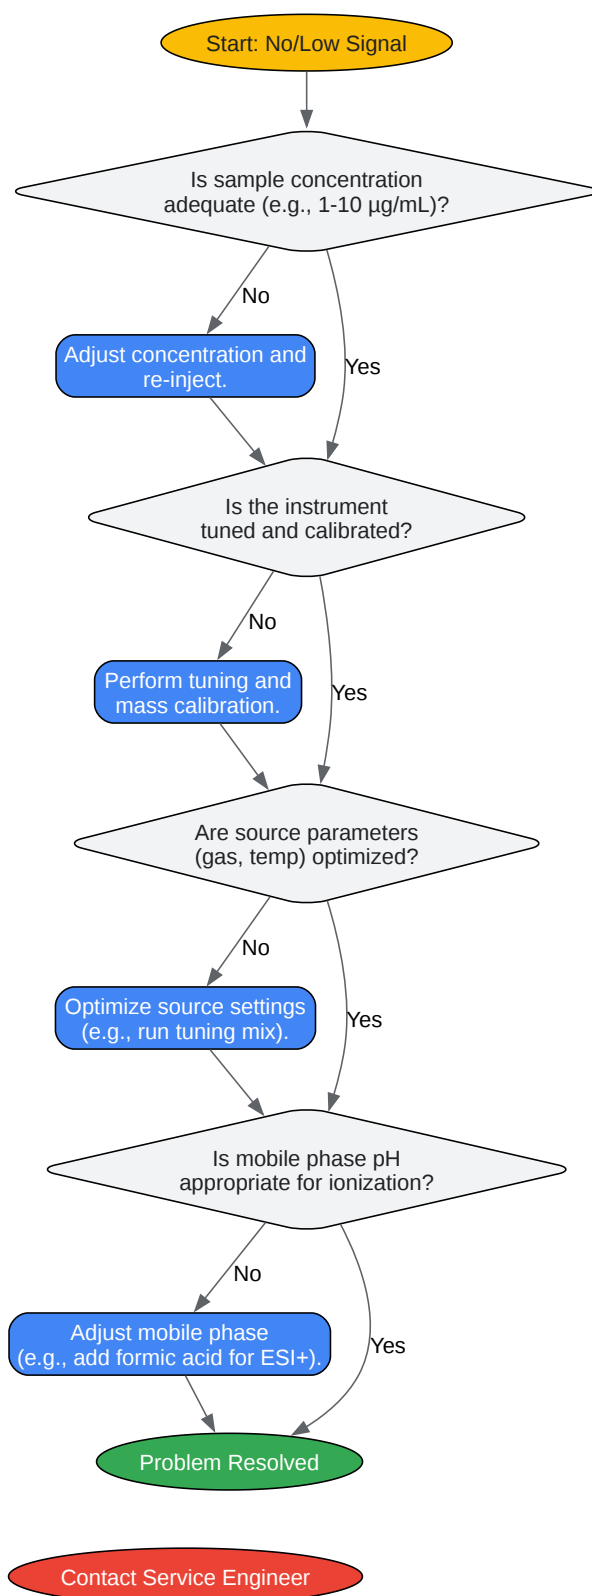 Start: No/Low Signal
Is sample concentration
adequate (e.g., 1-10 µg/mL)?
No
Adjust concentration and
re-inject.
Yes
Is the instrument
tuned and calibrated?
No
Perform tuning and
mass calibration.
Yes
Are source parameters
(gas, temp) optimized?
No
Optimize source settings
(e.g., run tuning mix).
Yes
Is mobile phase pH
appropriate for ionization?
No
Adjust mobile phase
(e.g., add formic acid for ESI+).
Yes
Problem Resolved
Contact Service Engineer